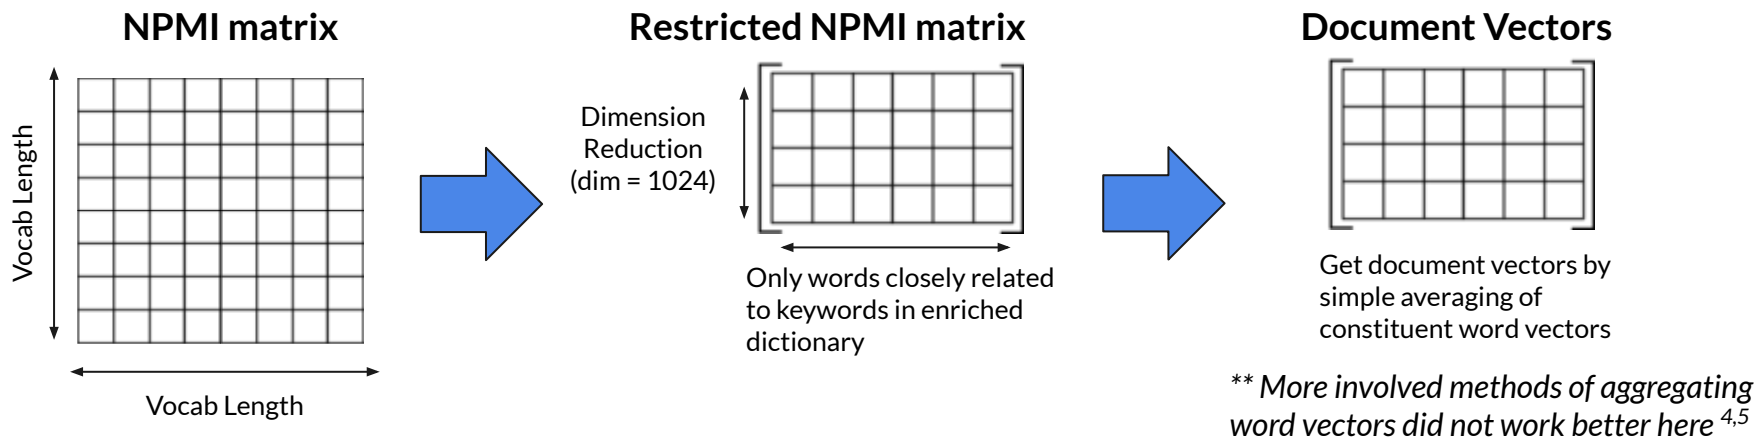 NPMI matrix
Vocab Length
Vocab Length
Restricted NPMI matrix
Dimension
Reduction
(dim = 1024)
Only words closely related
to keywords in enriched
dictionary
Document Vectors
Get document vectors by
simple averaging of
constituent word vectors
** More involved methods of aggregating
word vectors did not work better here 4,5